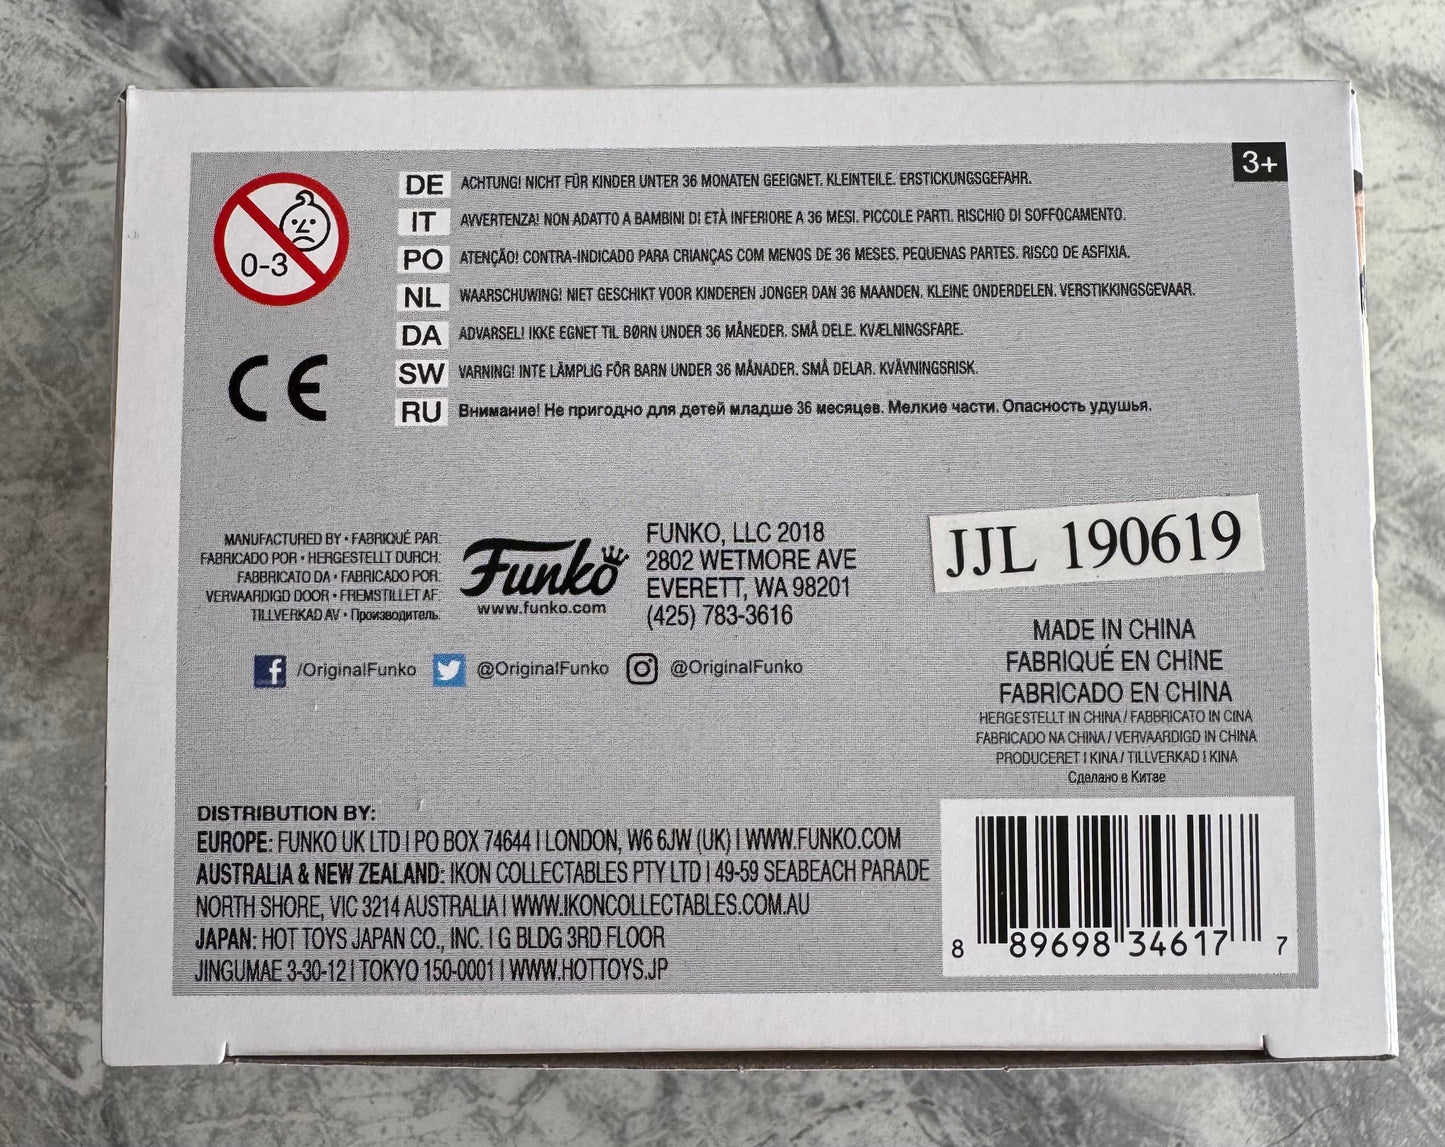 3+
0-3
DE ACHTUNG! NICHT FÜR KINDER UNTER 36 MONATEN GEEIGNET. KLEINTEILE. ERSTICKUNGSGEFAHR.
IT AVVERTENZA! NON ADATTO A BAMBINI DI ETÀ INFERIORE A 36 MESI. PICCOLE PARTI. RISCHIO DI SOFFOCAMENTO.
PO ATENÇÃO! CONTRA-INDICADO PARA CRIANÇAS COM MENOS DE 36 MESES. PEQUENAS PARTES. RISCO DE ASFIXIA.
NL WAARSCHUWING! NIET GESCHIKT VOOR KINDEREN JONGER DAN 36 MAANDEN. KLEINE ONDERDELEN. VERSTIKKINGSGEVAAR.
DA ADVARSEL! IKKE EGNET TIL BØRN UNDER 36 MÅNEDER. SMÅ DELE. KVÆLNINGSFARE.
SW VARNING! INTE LÄMPLIG FÖR BARN UNDER 36 MÅNADER. SMÅ DELAR. KVÄVNINGSRISK.
RU Внимание! Не пригодно для детей младше 36 месяцев. Мелкие части. Опасность удушья.
CE
MANUFACTURED BY • FABRIQUÉ PAR:
FABRICADO POR • HERGESTELLT DURCH:
FABBRICATO DA • FABRICADO POR:
VERVAARDIGD DOOR • FREMSTILLET AF:
TILLVERKAD AV • Производитель:
Funko
www.funko.com
FUNKO, LLC 2018
2802 WETMORE AVE
EVERETT, WA 98201
(425) 783-3616
JJL 190619
f /OriginalFunko @OriginalFunko @OriginalFunko
MADE IN CHINA
FABRIQUÉ EN CHINE
FABRICADO EN CHINA
HERGESTELLT IN CHINA / FABBRICATO IN CINA
FABRICADO NA CHINA / VERVAARDIGD IN CHINA
PRODUCERET I KINA / TILLVERKAD I KINA
Сделано в Китае
DISTRIBUTION BY:
EUROPE: FUNKO UK LTD | PO BOX 74644 | LONDON, W6 6JW (UK) | WWW.FUNKO.COM
AUSTRALIA & NEW ZEALAND: IKON COLLECTABLES PTY LTD | 49-59 SEABEACH PARADE
NORTH SHORE, VIC 3214 AUSTRALIA | WWW.IKONCOLLECTABLES.COM.AU
JAPAN: HOT TOYS JAPAN CO., INC. | G BLDG 3RD FLOOR
JINGUMAE 3-30-12 | TOKYO 150-0001 | WWW.HOTTOYS.JP
8 89698 34617 7